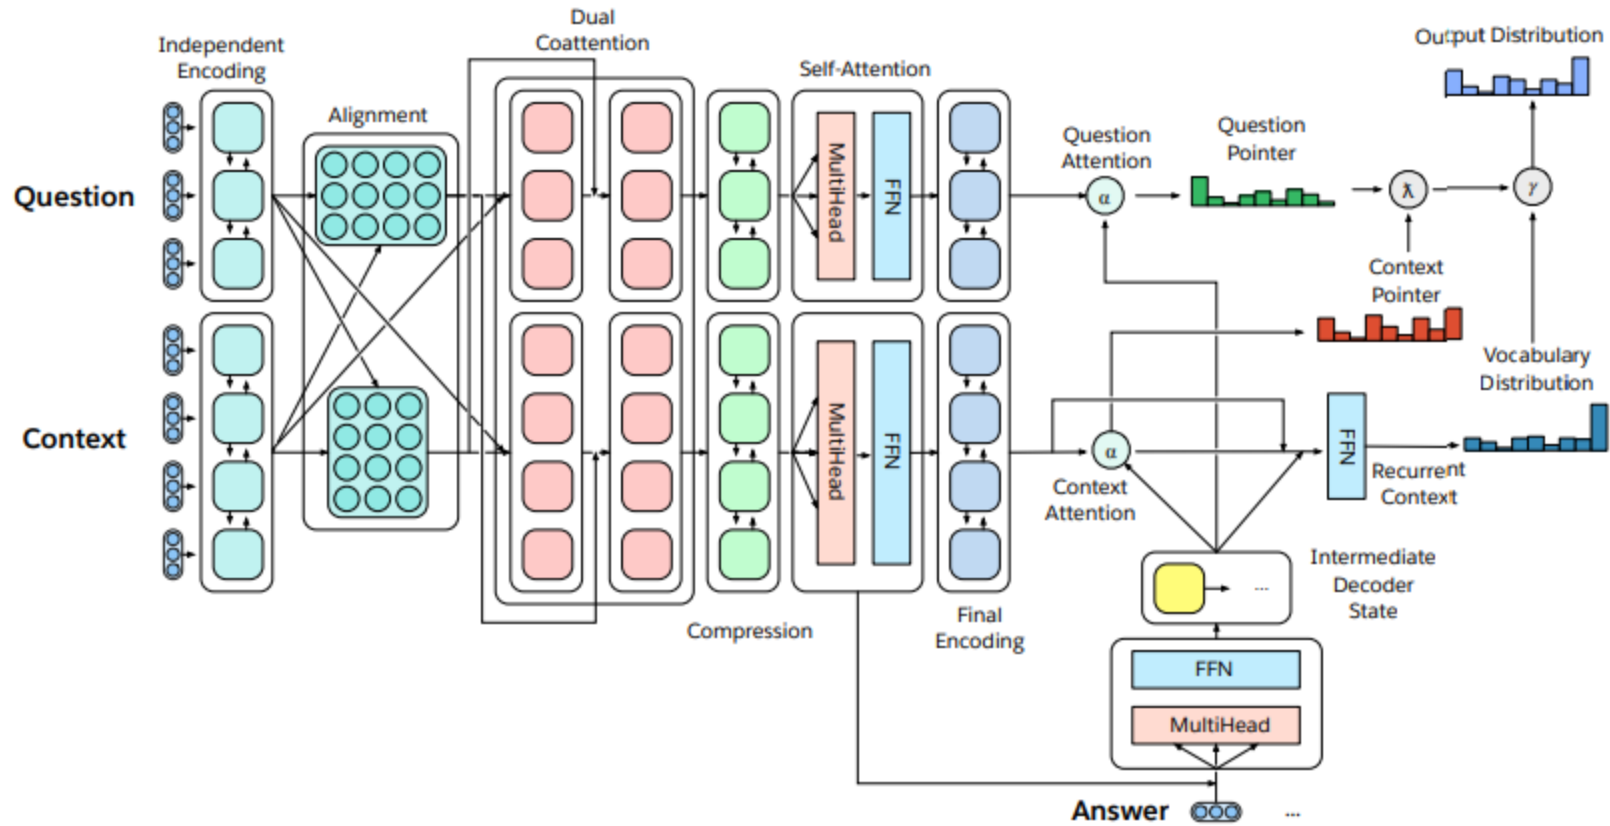 Independent
Encoding
Alignment
Dual
Coattention
Self-Attention
Question
Context
MultiHead
FFN
MultiHead
FFN
Compression
Final
Encoding
Question
Attention
α
Question
Pointer
Output Distribution
λ
γ
Context
Pointer
Vocabulary
Distribution
α
Context
Attention
FFN
Recurrent
Context
Intermediate
Decoder
State
...
FFN
MultiHead
Answer
...